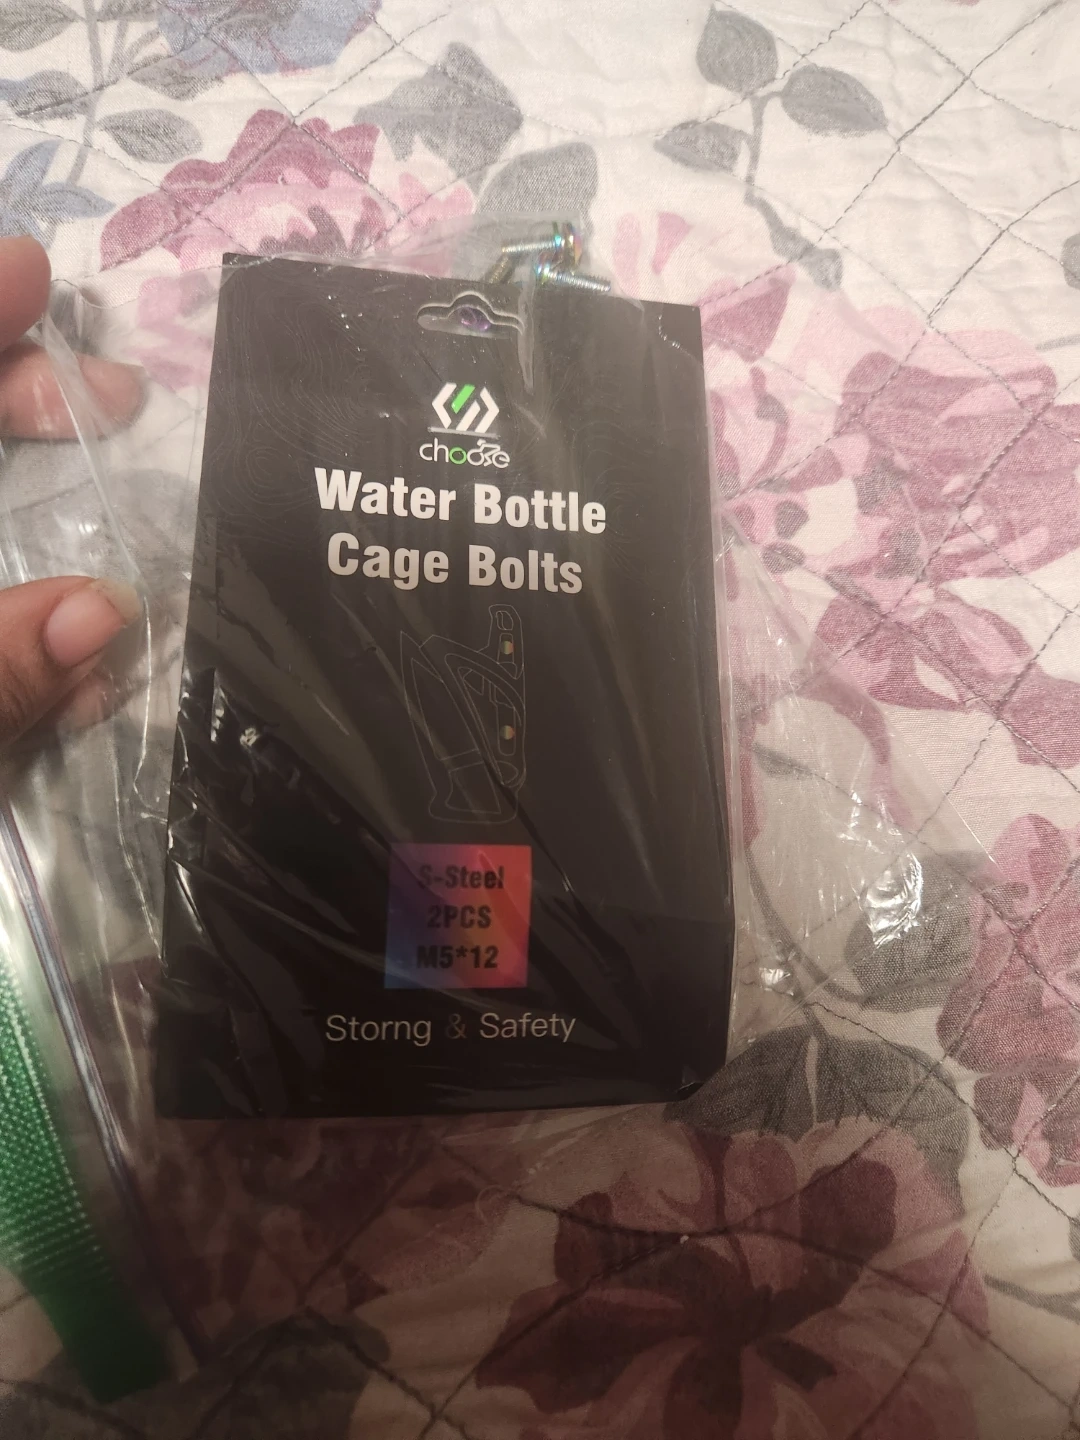 choose
Water Bottle
Cage Bolts
S-Steel
2PCS
M5*12
Storng & Safety